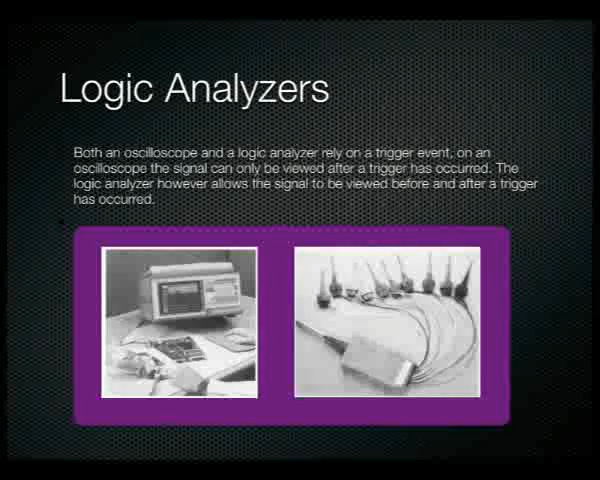 Logic Analyzers
Both an oscilloscope and a logic analyzer rely on a trigger event, on an
oscilloscope the signal can only be viewed after a trigger has occurred. The
logic analyzer however allows the signal to be viewed before and after a trigger
has occurred.